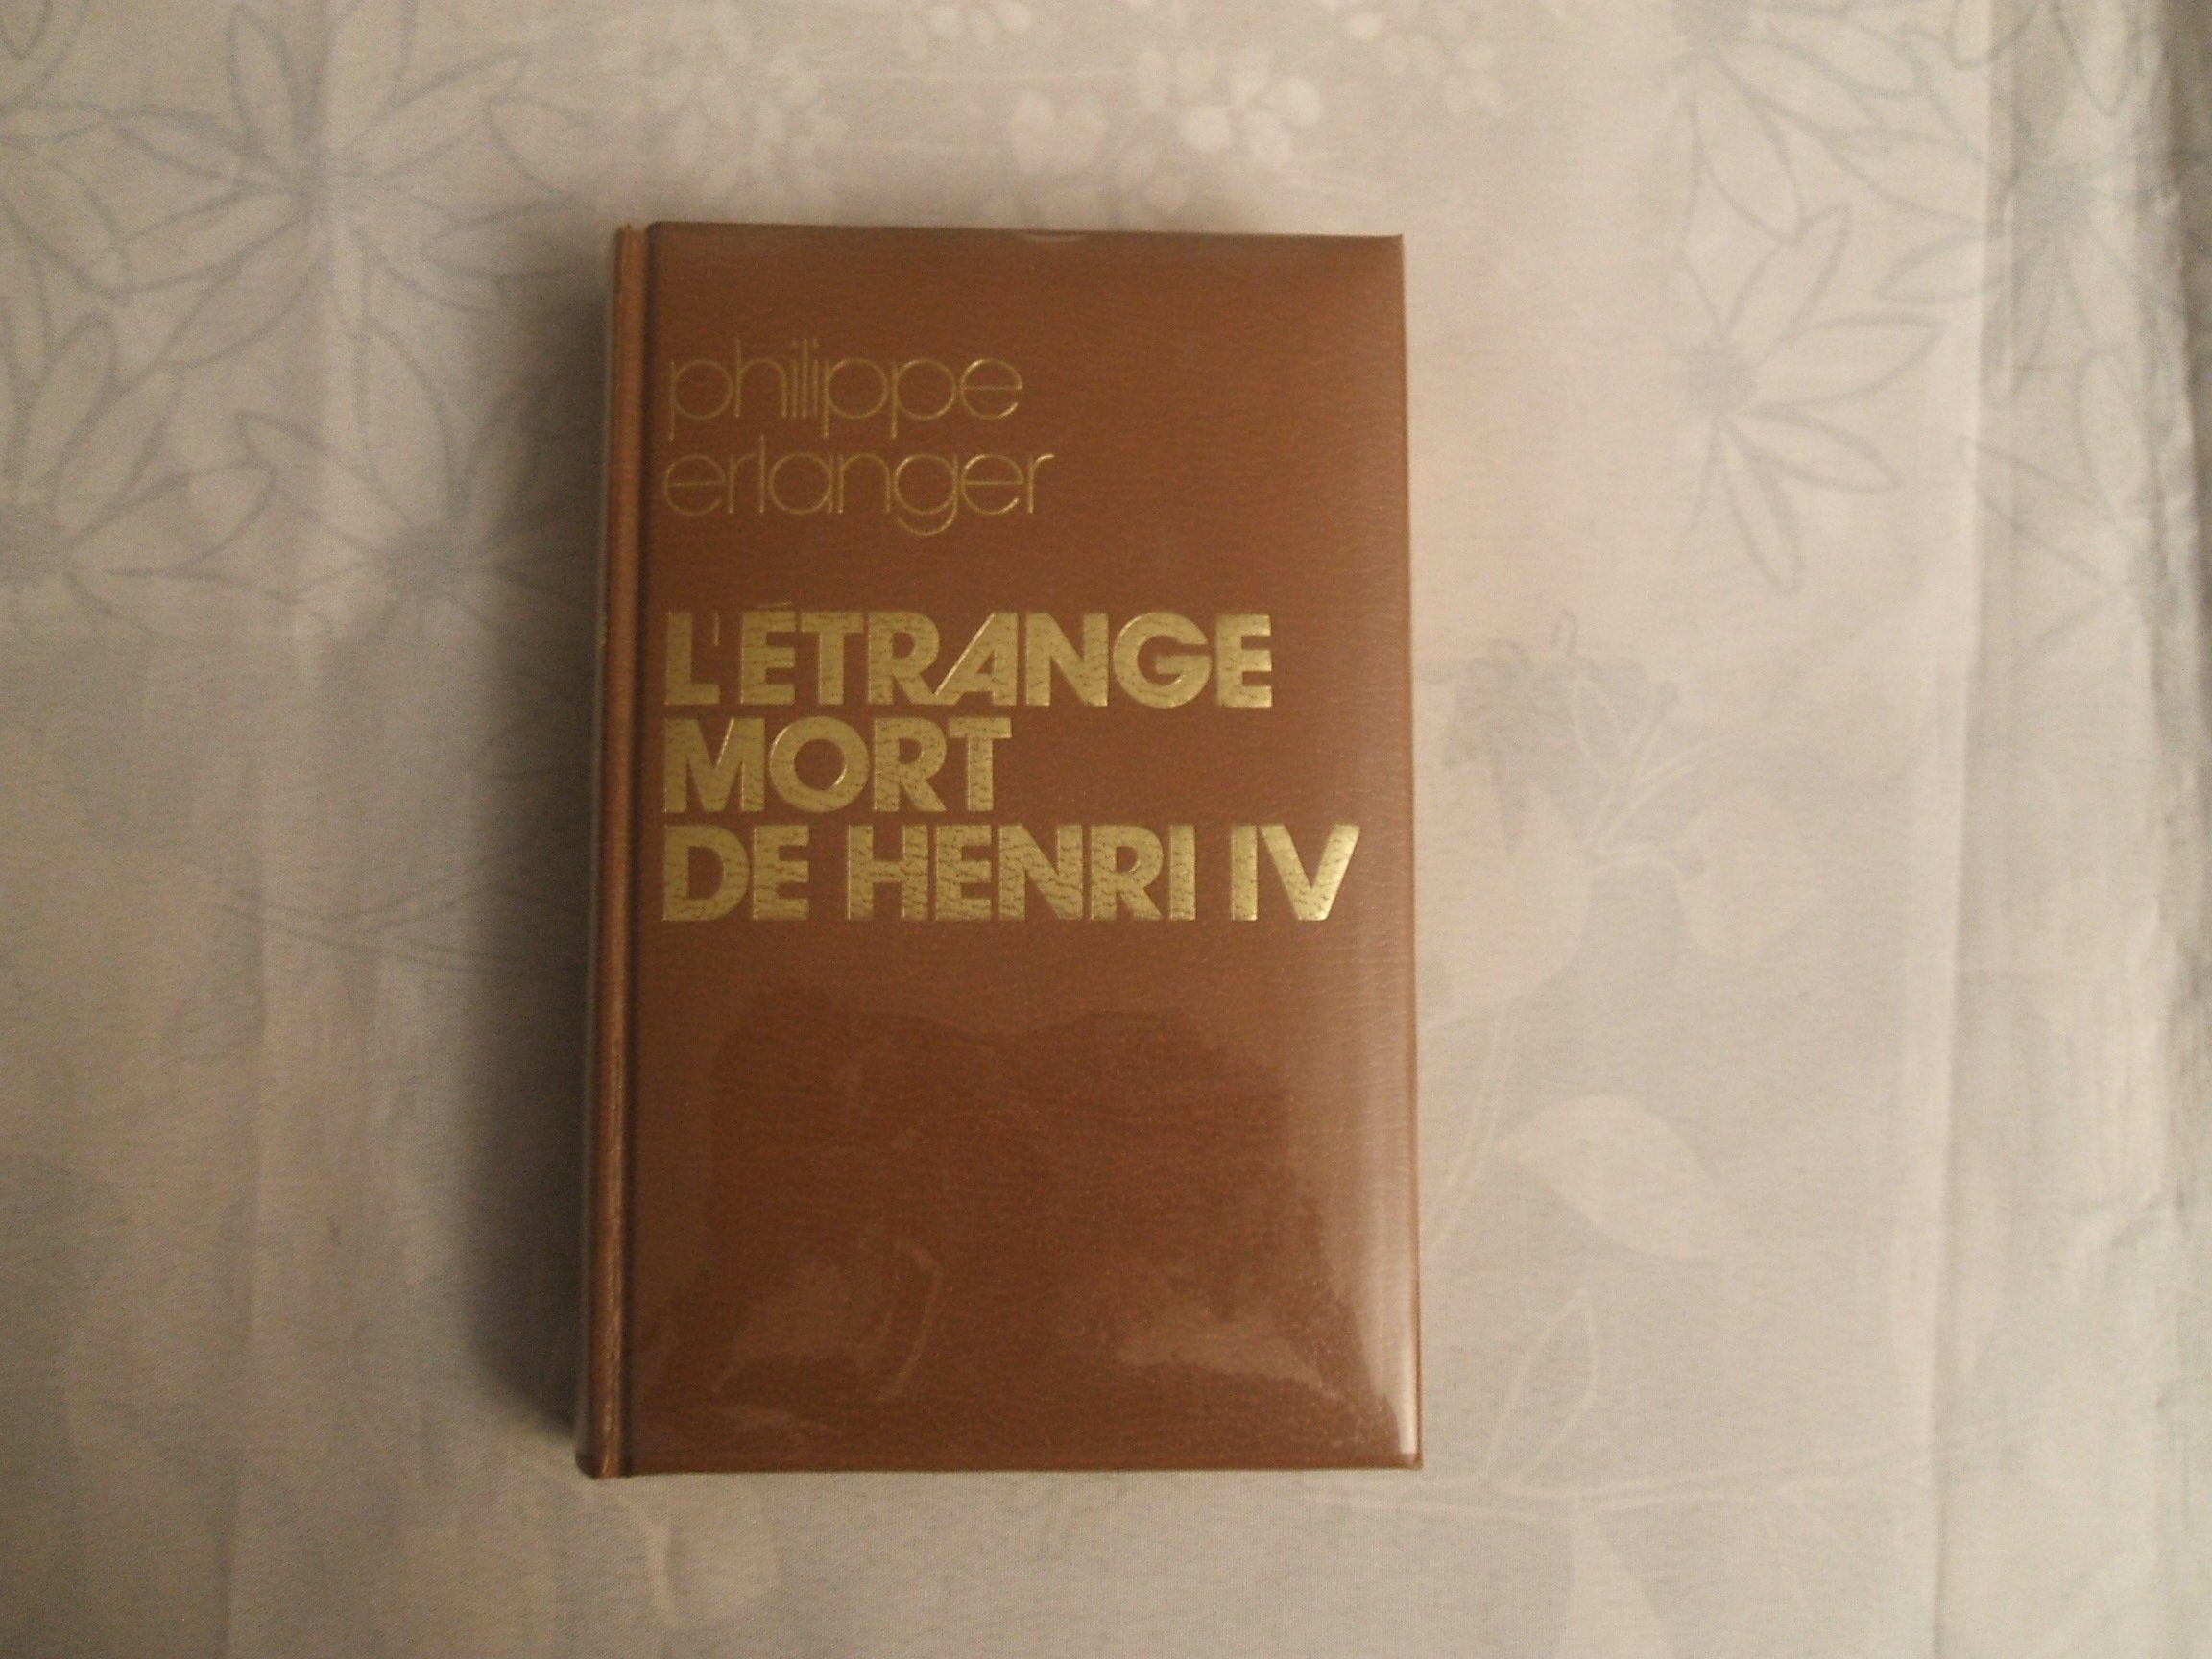 philippe
erlanger
L'ÉTRANGE
MORT
DE HENRI IV